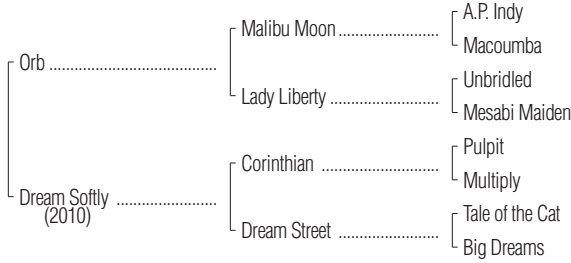 A.P. Indy
Malibu Moon
Macoumba
Orb
Unbridled
Lady Liberty
Mesabi Maiden
Pulpit
Corinthian
Multiply
Dream Softly
(2010)
Tale of the Cat
Dream Street
Big Dreams